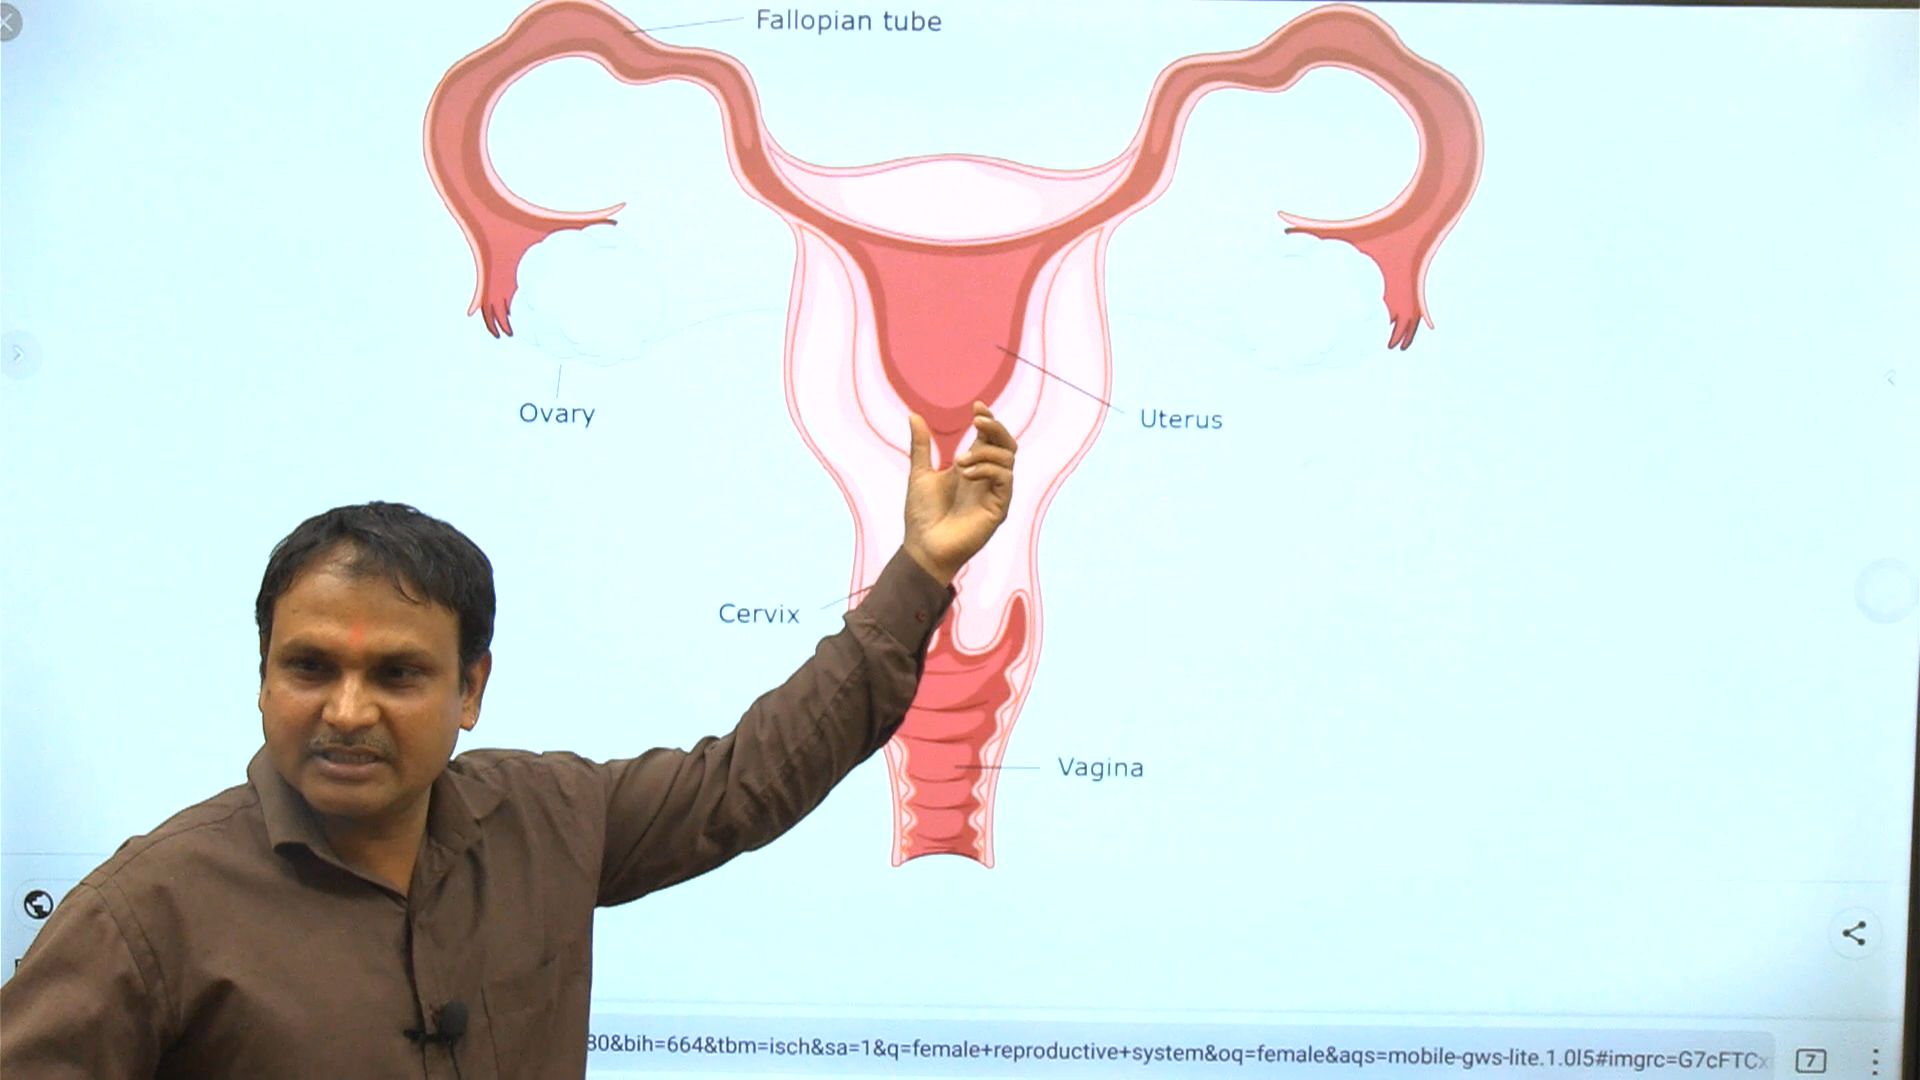 Fallopian tube
Ovary
Uterus
Cervix
Vagina
80&bih=664&tbm=isch&sa=1&q=female+reproductive+system&oq=female&aqs=mobile-gws-lite.1.0l5#imgrc=G7cFTCx
7